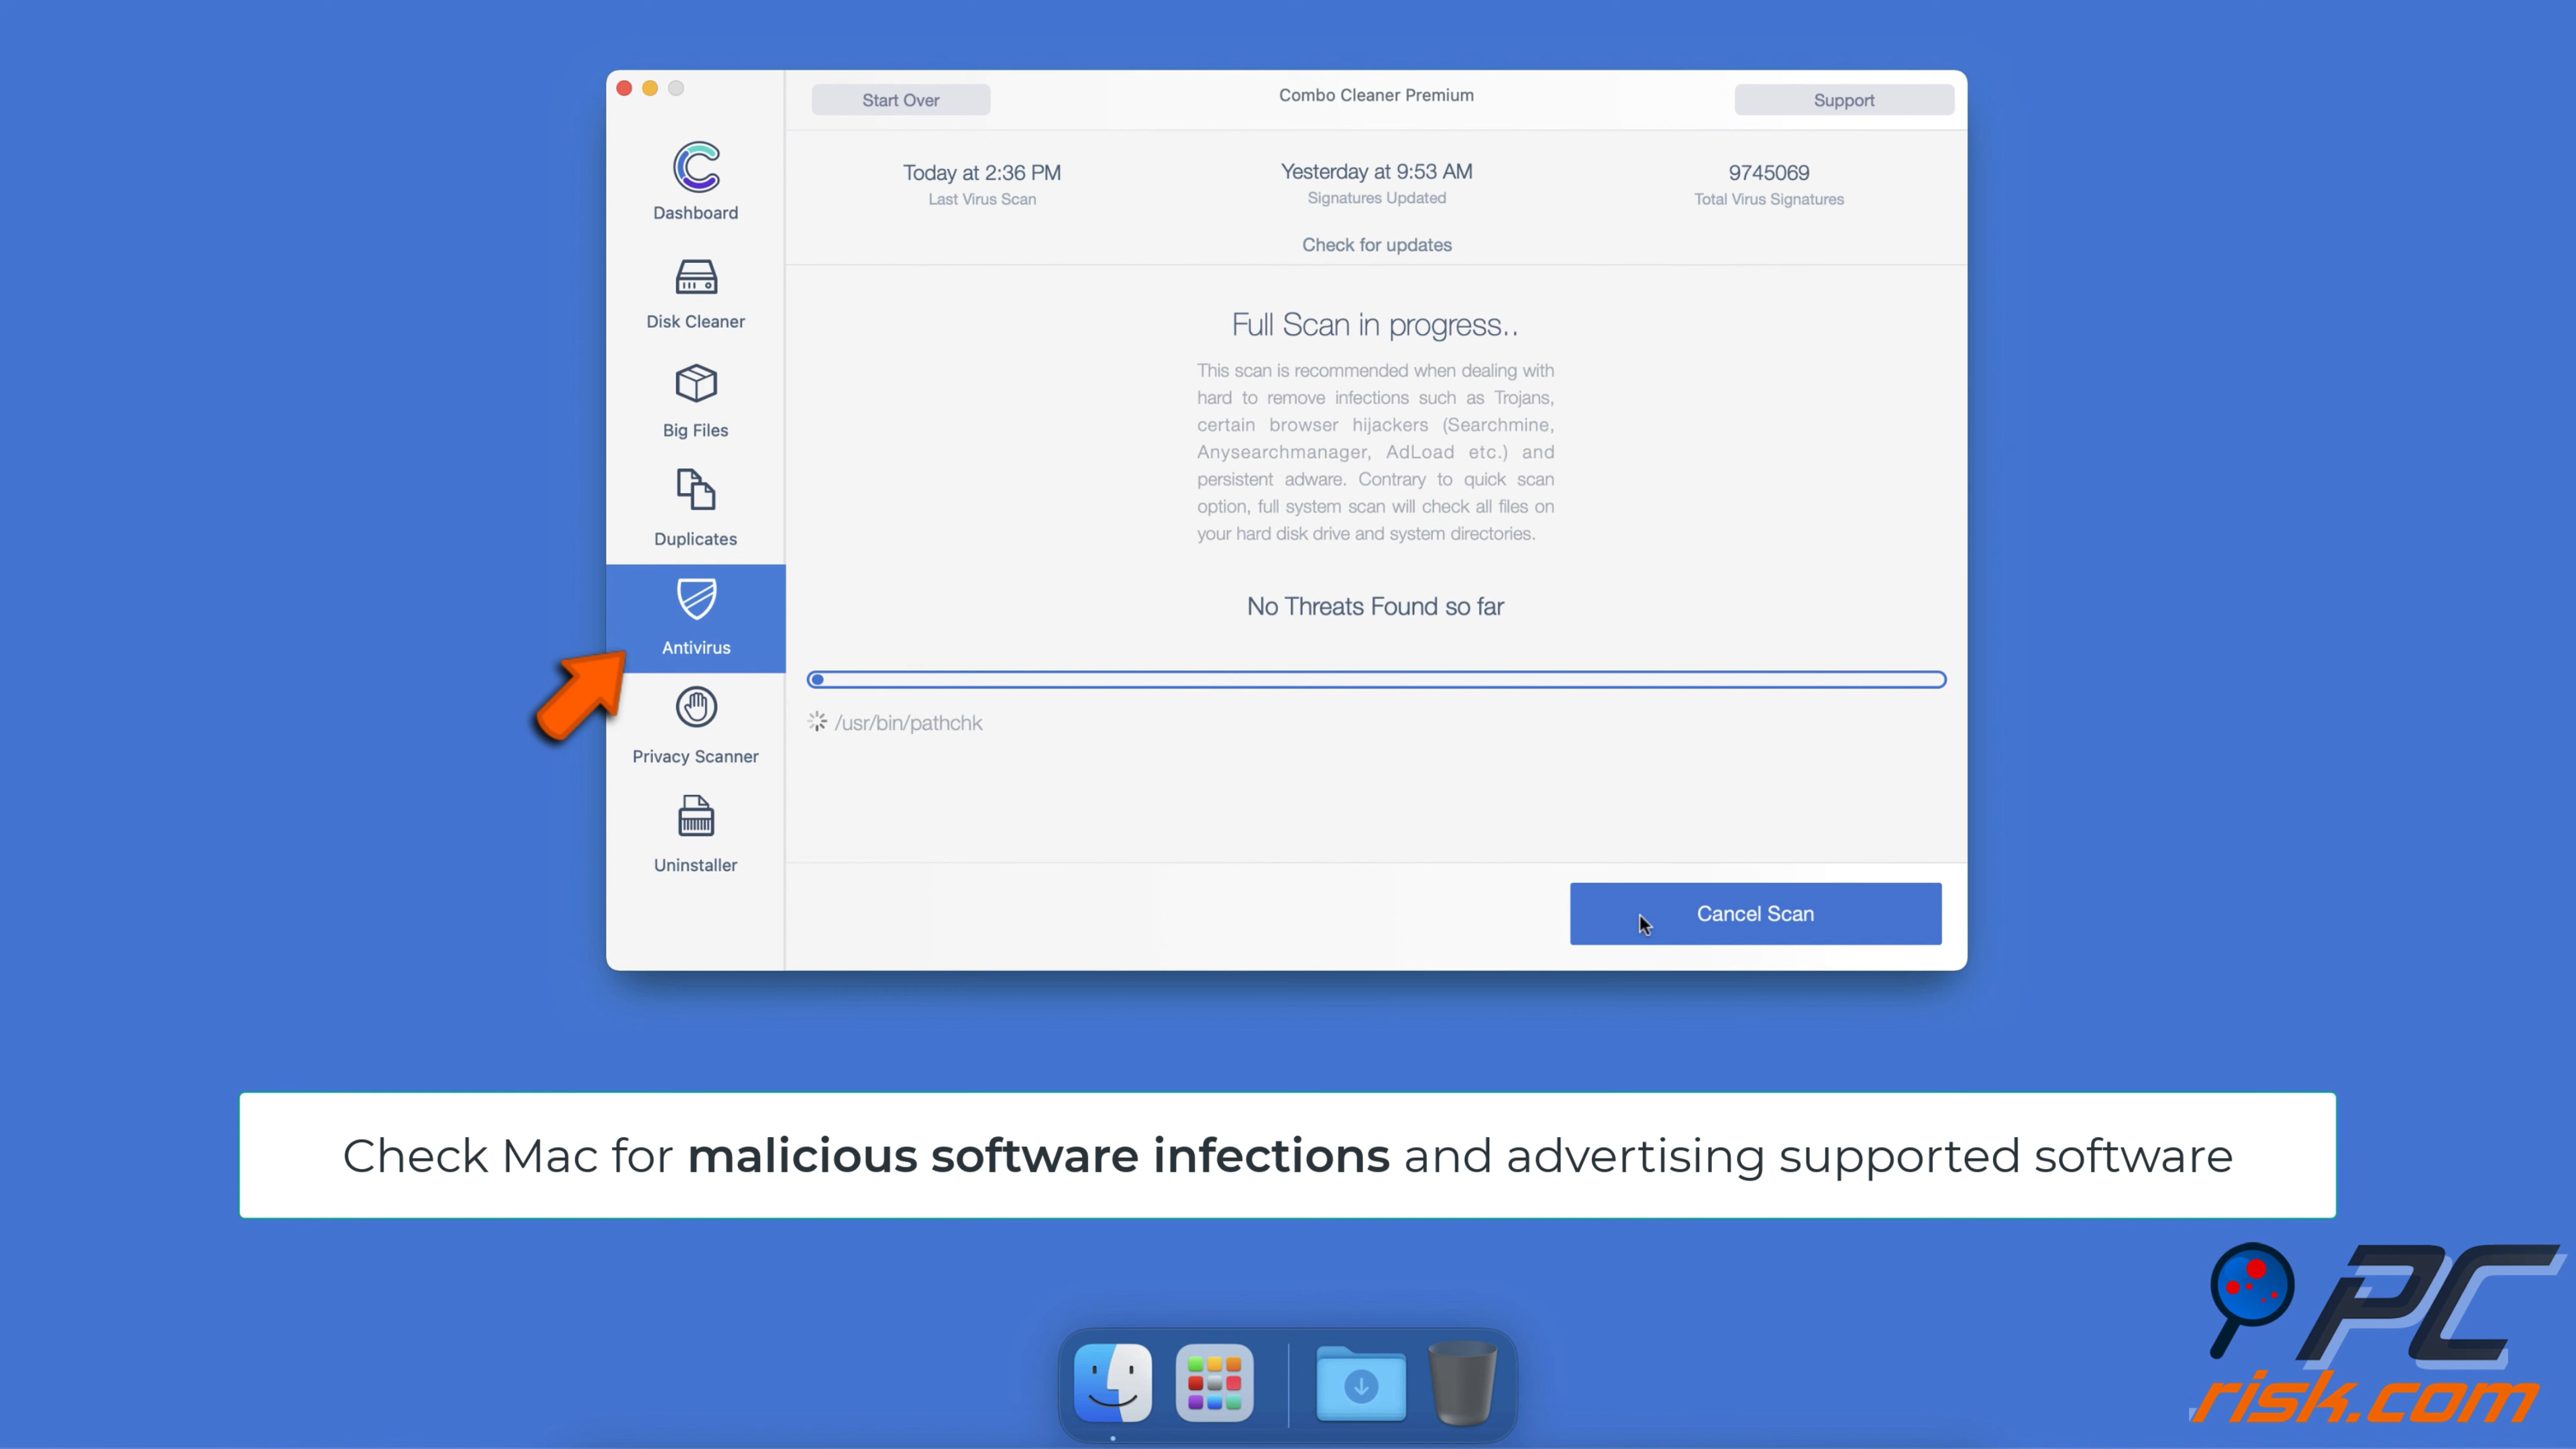 Start Over
Combo Cleaner Premium
Support
Dashboard
Disk Cleaner
Big Files
Duplicates
Antivirus
Privacy Scanner
Uninstaller
Today at 2:36 PM
Last Virus Scan
Yesterday at 9:53 AM
Signatures Updated
9745069
Total Virus Signatures
Check for updates
Full Scan in progress..
This scan is recommended when dealing with
hard to remove infections such as Trojans,
certain browser hijackers (Searchmine,
Anysearchmanager, AdLoad etc.) and
persistent adware. Contrary to quick scan
option, full system scan will check all files on
your hard disk drive and system directories.
No Threats Found so far
/usr/bin/pathchk
Cancel Scan
Check Mac for malicious software infections and advertising supported software
PC
risk.com